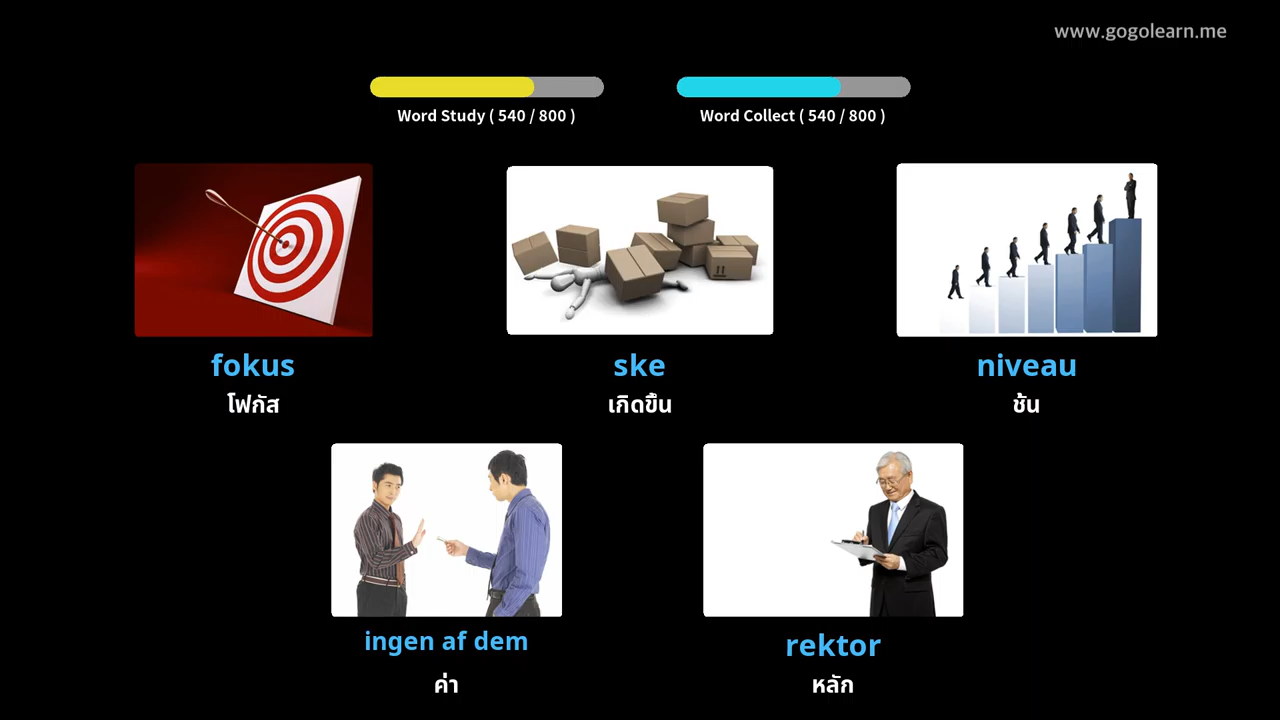 www.gogolearn.me
Word Study ( 540 / 800 )
Word Collect ( 540 / 800 )
fokus
โฟกัส
ske
เกิดขึ้น
niveau
ชั้น
ingen af dem
ค่า
rektor
หลัก